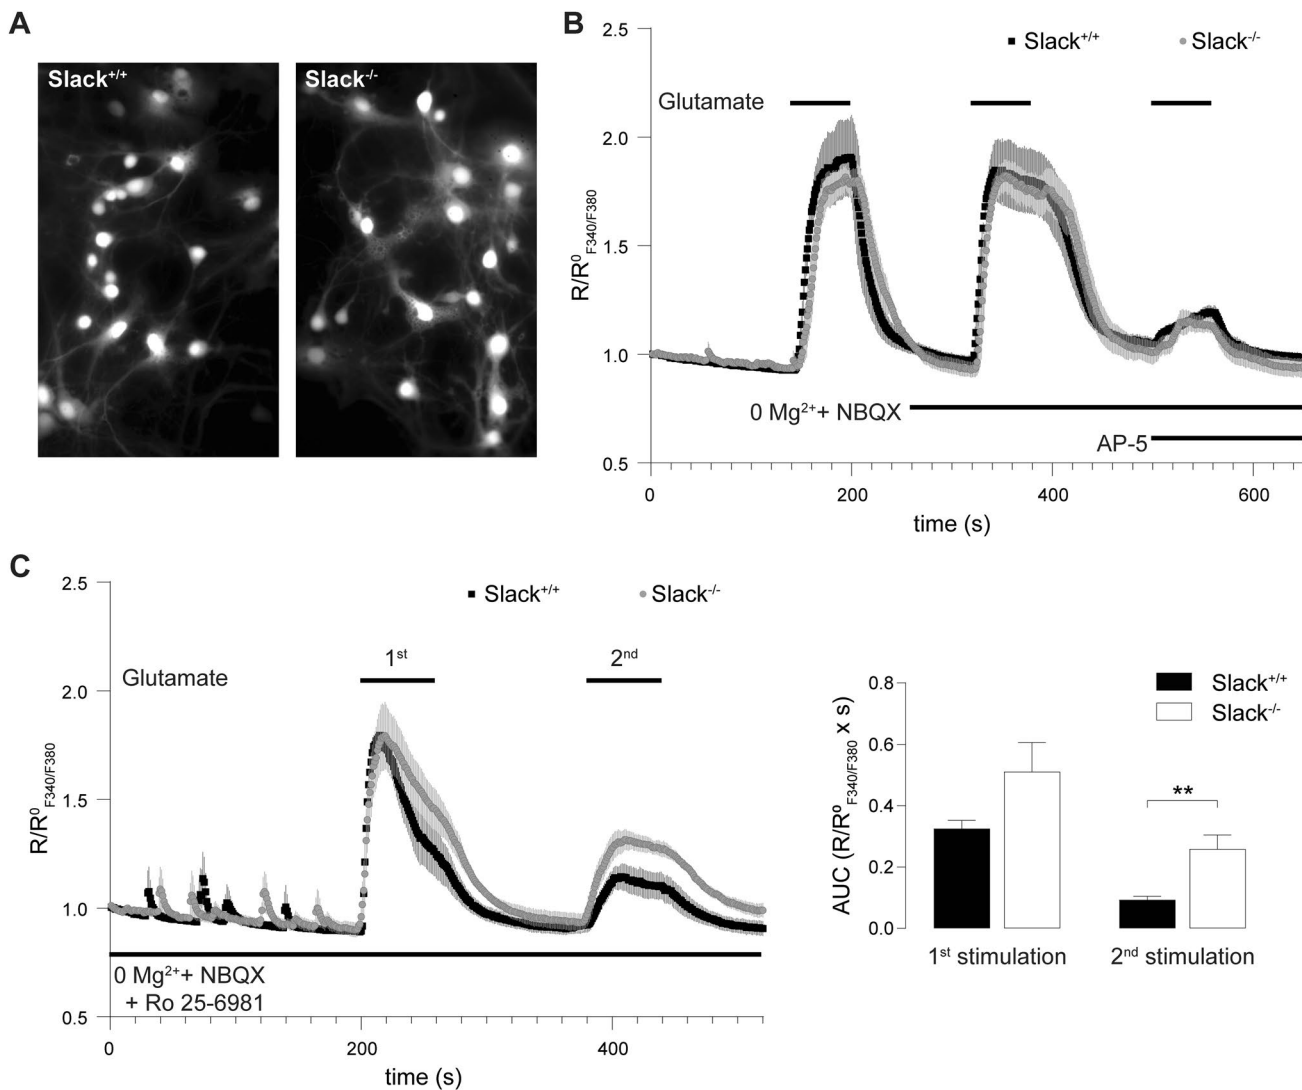 A
Slack+/+
Slack-/-
B
2.5
2.0
1.5
1.0
0.5
R/R⁰F340/F380
Slack+/+
Slack-/-
Glutamate
0 Mg²⁺+ NBQX
AP-5
0
200
400
600
time (s)
C
2.5
2.0
1.5
1.0
0.5
R/R⁰F340/F380
Slack+/+
Slack-/-
Glutamate
1st
2nd
0 Mg²⁺+ NBQX
+ Ro 25-6981
0
200
400
time (s)
Slack+/+
Slack-/-
0.8
0.6
0.4
0.2
0.0
AUC (R/R⁰F340/F380 x s)
**
1st stimulation
2nd stimulation